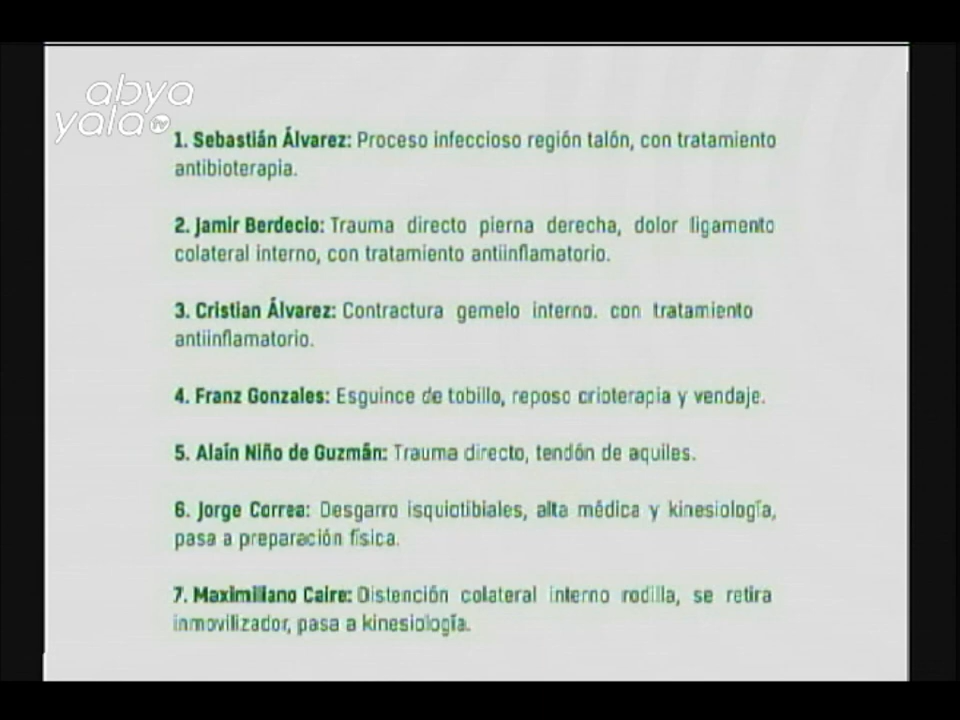 abya
yala tv
1. Sebastián Álvarez: Proceso infeccioso región talón, con tratamiento
antibioterapia.
2. Jamir Berdecio: Trauma directo pierna derecha, dolor ligamento
colateral interno, con tratamiento antiinflamatorio.
3. Cristian Álvarez: Contractura gemelo interno. con tratamiento
antiinflamatorio.
4. Franz Gonzales: Esguince de tobillo, reposo crioterapia y vendaje.
5. Alaín Niño de Guzmán: Trauma directo, tendón de aquiles.
6. Jorge Correa: Desgarro isquiotibiales, alta médica y kinesiología,
pasa a preparación física.
7. Maximiliano Caire: Distención colateral interno rodilla, se retira
inmovilizador, pasa a kinesiología.